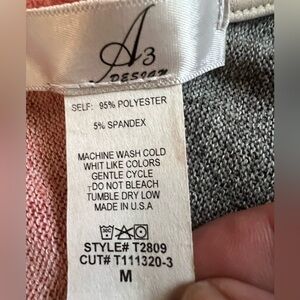 A3
DESIGN
SELF: 95% POLYESTER
5% SPANDEX
MACHINE WASH COLD
WHIT LIKE COLORS
GENTLE CYCLE
DO NOT BLEACH
TUMBLE DRY LOW
MADE IN U.S.A
STYLE# T2809
CUT# T111320-3
M